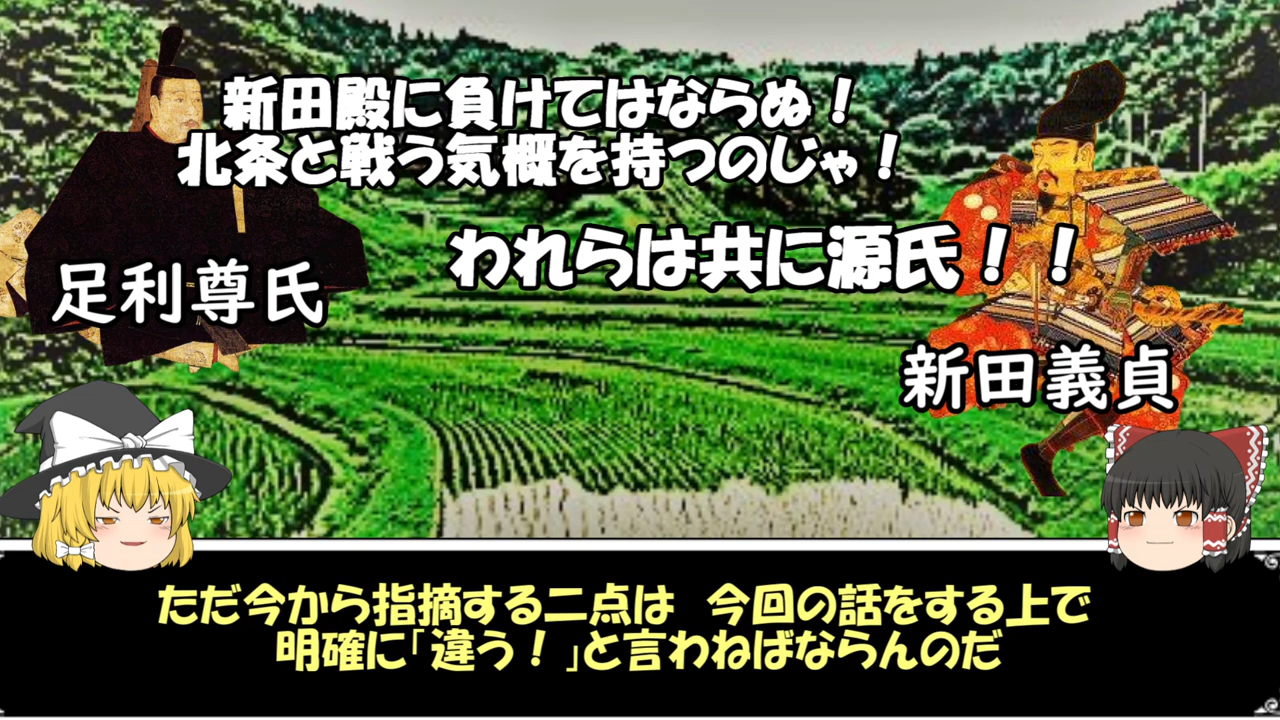 新田殿に負けてはならぬ！
北条と戦う気概を持つのじゃ！
われらは共に源氏！！
足利尊氏
新田義貞
ただ今から指摘する二点は　今回の話をする上で
明確に「違う！」と言わねばならんのだ